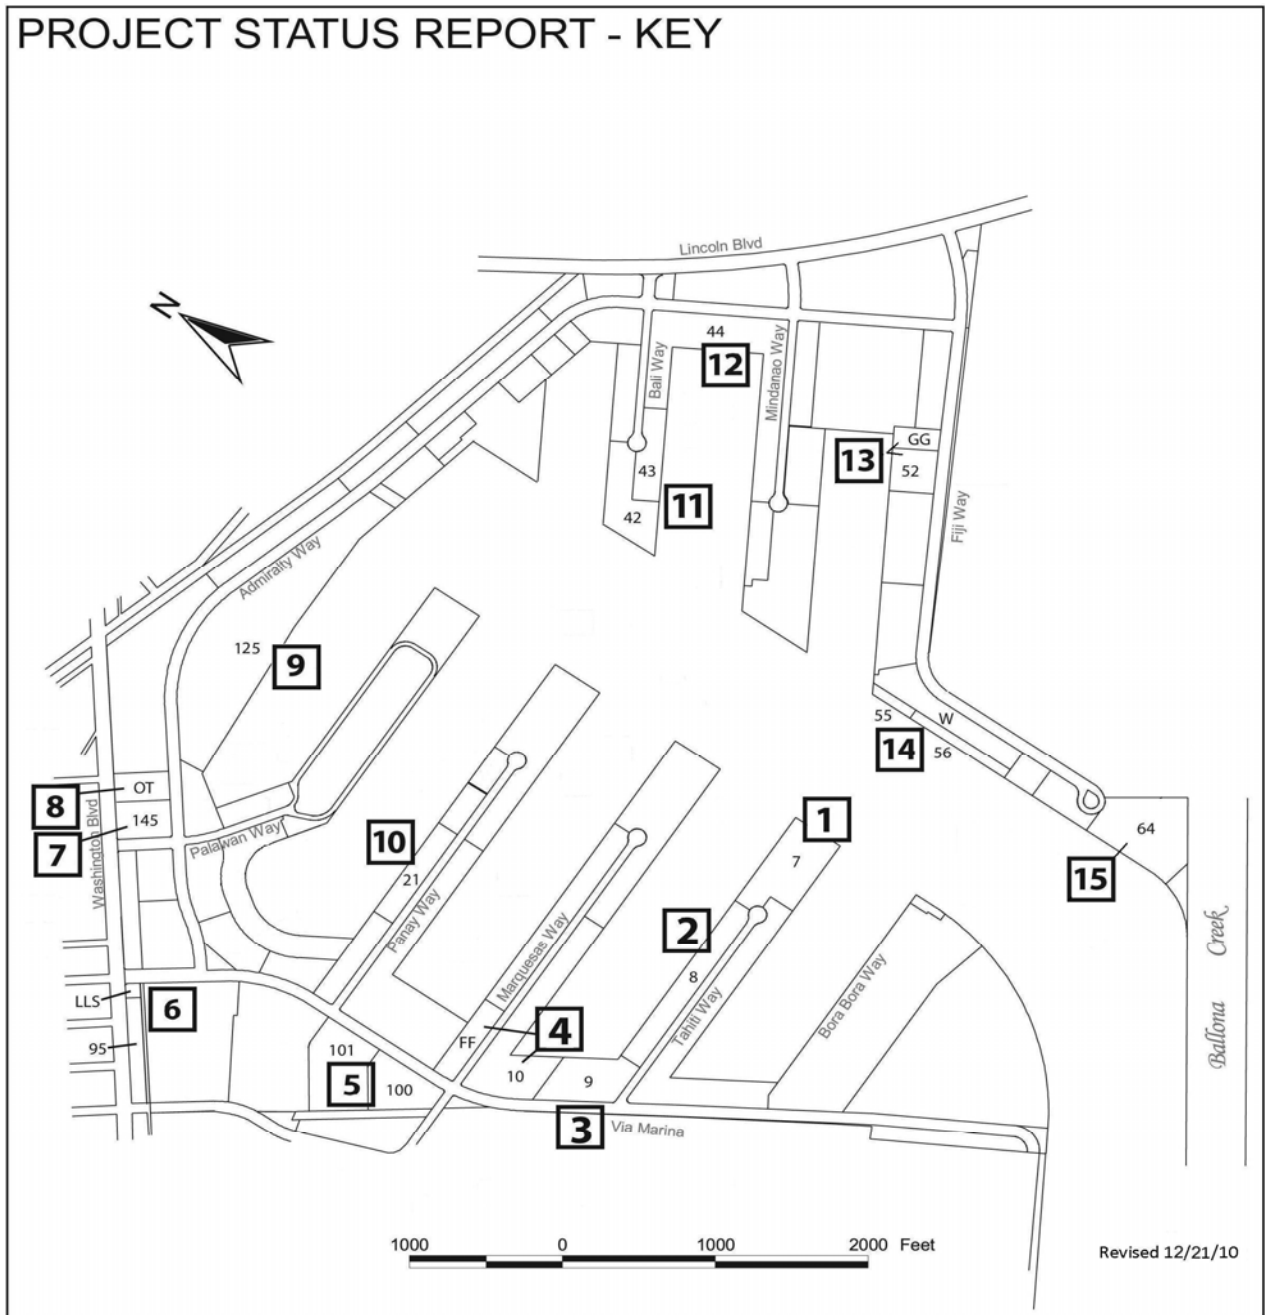 PROJECT STATUS REPORT - KEY
Lincoln Blvd
N
44
12
Bali Way
Mindanao Way
13
GG
52
43
11
42
Fiji Way
Admiralty Way
125
9
55
W
14
56
8
OT
7
145
Washington Blvd
Palawan Way
10
21
Panay Way
1
7
64
15
2
8
Marquesas Way
Tahiti Way
Bora Bora Way
Ballona Creek
LLS
6
95
4
FF
101
5
100
10
9
3
Via Marina
1000 0 1000 2000 Feet
Revised 12/21/10